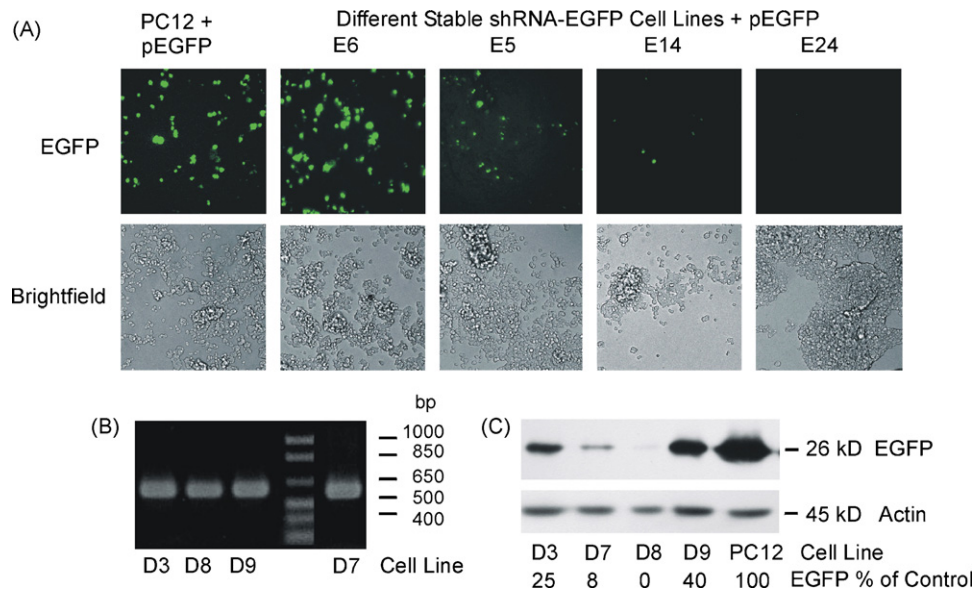 (A)
PC12 +
pEGFP
Different Stable shRNA-EGFP Cell Lines + pEGFP
E6 E5 E14 E24
EGFP
Brightfield
(B)
bp
1000
850
650
500
400
D3 D8 D9 D7 Cell Line
(C)
26 kD EGFP
45 kD Actin
D3 D7 D8 D9 PC12 Cell Line
25 8 0 40 100 EGFP % of Control